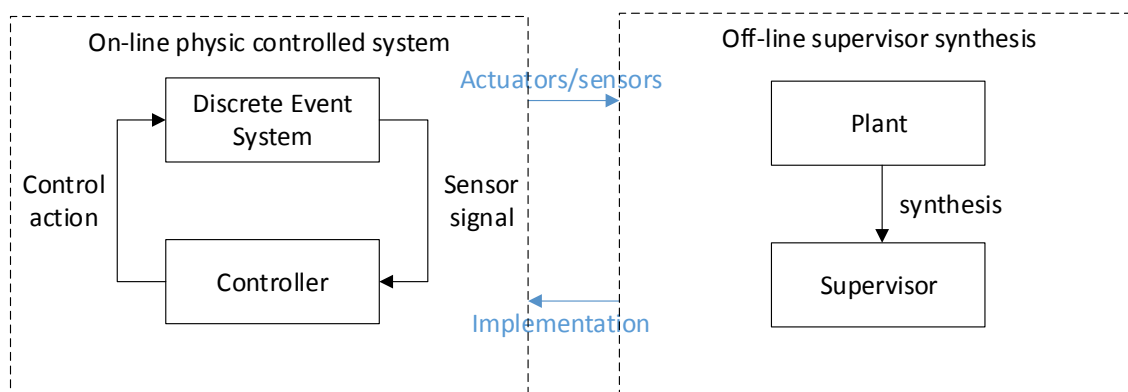 On-line physic controlled system
Discrete Event
System
Control
action
Sensor
signal
Controller
Actuators/sensors
Implementation
Off-line supervisor synthesis
Plant
synthesis
Supervisor